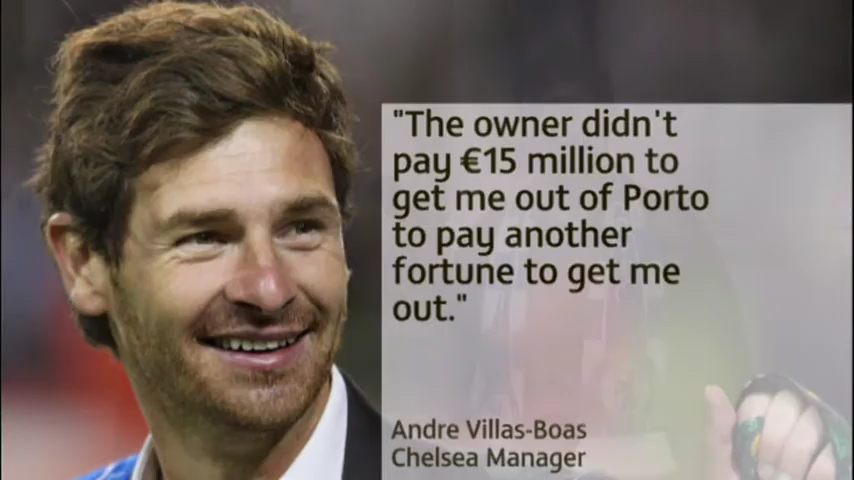 "The owner didn't
pay €15 million to
get me out of Porto
to pay another
fortune to get me
out."
Andre Villas-Boas
Chelsea Manager